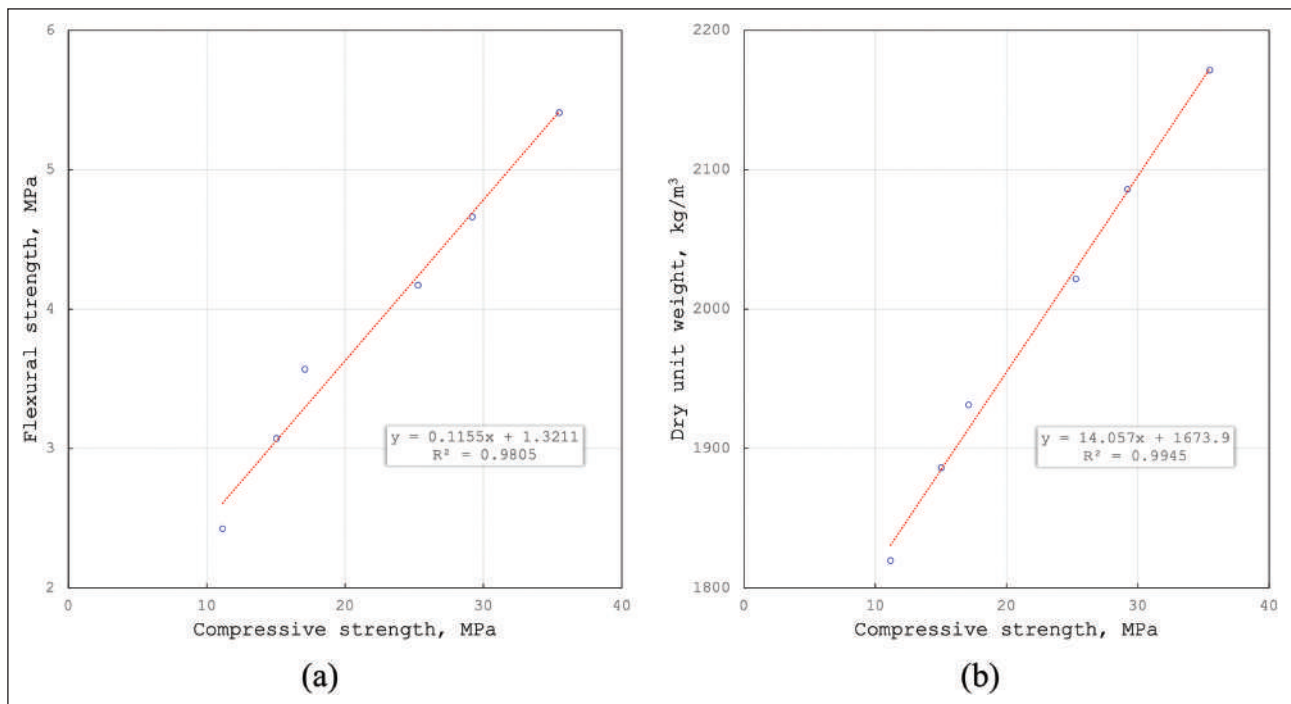 6
5
4
3
2
0
10
20
30
40
Flexural strength, MPa
Compressive strength, MPa
y = 0.1155x + 1.3211
R² = 0.9805
(a)
2200
2100
2000
1900
1800
0
10
20
30
40
Dry unit weight, kg/m³
Compressive strength, MPa
y = 14.057x + 1673.9
R² = 0.9945
(b)